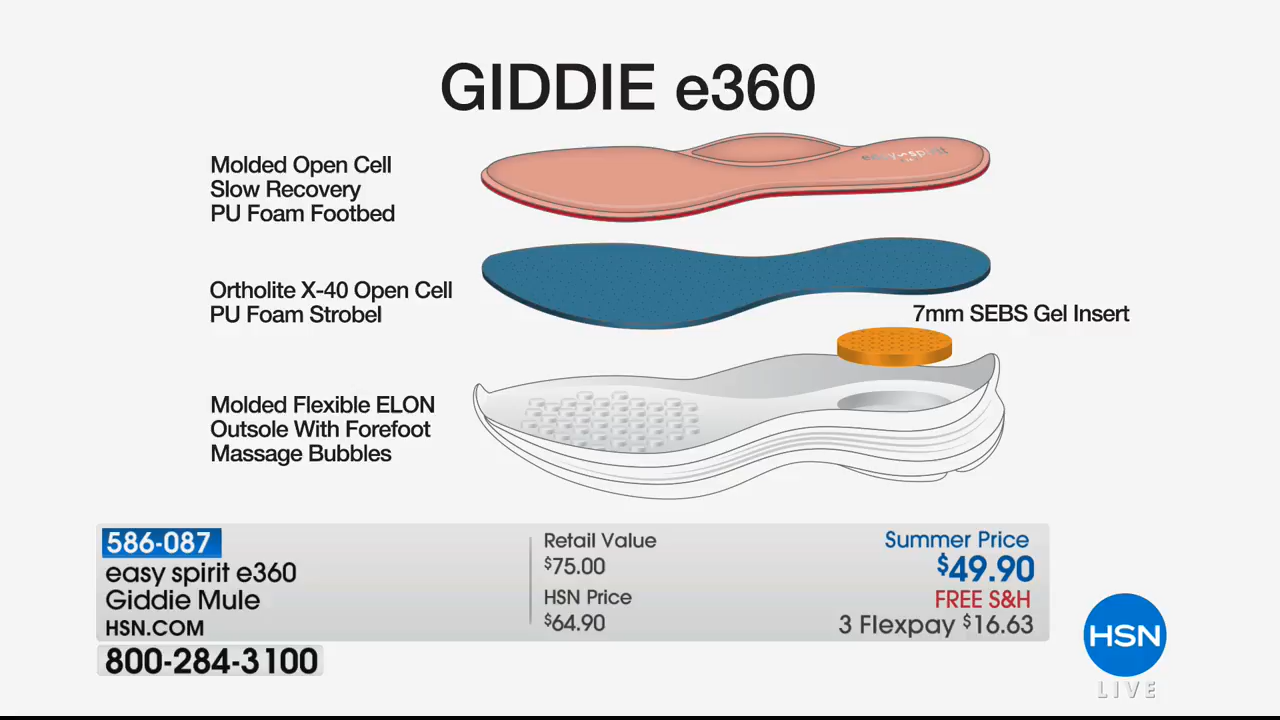 GIDDIE e360
Molded Open Cell
Slow Recovery
PU Foam Footbed
easy spirit
Ortholite X-40 Open Cell
PU Foam Strobel
7mm SEBS Gel Insert
Molded Flexible ELON
Outsole With Forefoot
Massage Bubbles
586-087
easy spirit e360
Giddie Mule
HSN.COM
800-284-3100
Retail Value
$75.00
HSN Price
$64.90
Summer Price
$49.90
FREE S&H
3 Flexpay $16.63
HSN
LIVE